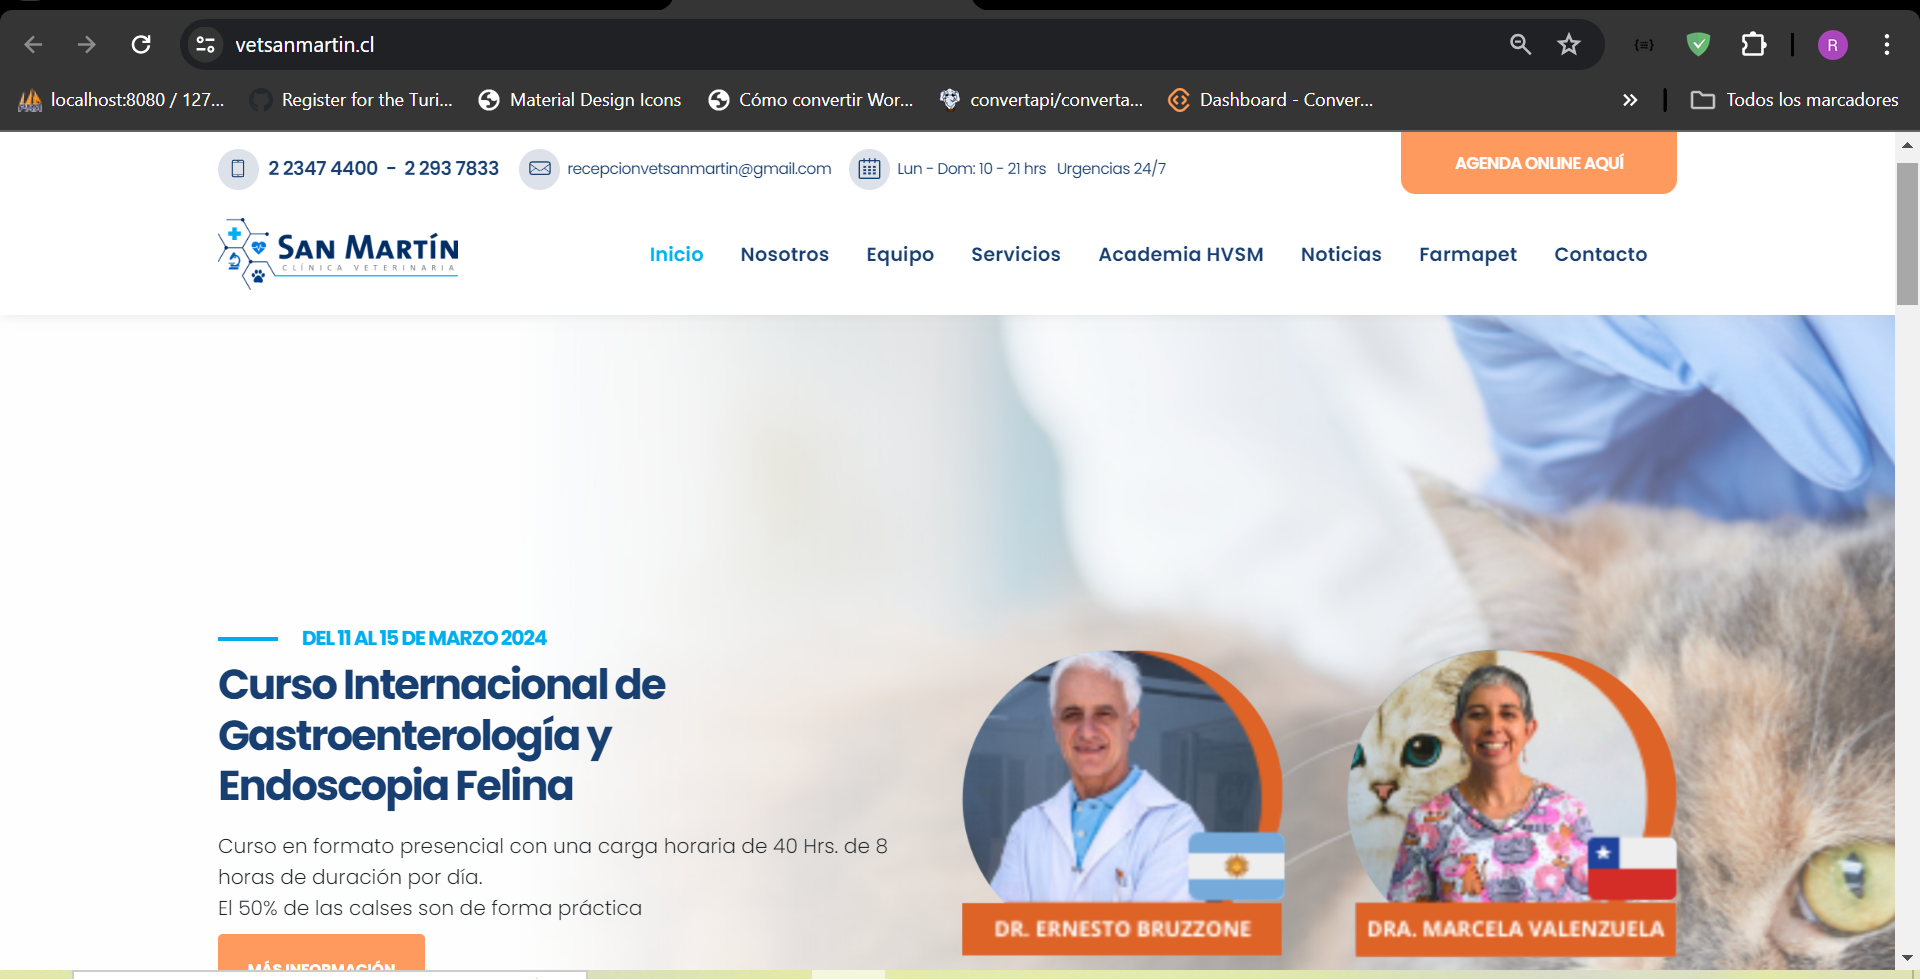 vetsanmartin.cl
R
localhost:8080 / 127...
Register for the Turi...
Material Design Icons
Cómo convertir Wor...
convertapi/converta...
Dashboard - Conver...
Todos los marcadores
2 2347 4400 - 2 293 7833
recepcionvetsanmartin@gmail.com
Lun - Dom: 10 - 21 hrs Urgencias 24/7
AGENDA ONLINE AQUÍ
SAN MARTÍN
CLÍNICA VETERINARIA
Inicio
Nosotros
Equipo
Servicios
Academia HVSM
Noticias
Farmapet
Contacto
DEL 11 AL 15 DE MARZO 2024
Curso Internacional de
Gastroenterología y
Endoscopia Felina
Curso en formato presencial con una carga horaria de 40 Hrs. de 8
horas de duración por día.
El 50% de las calses son de forma práctica
MÁS INFORMACIÓN
DR. ERNESTO BRUZZONE
DRA. MARCELA VALENZUELA